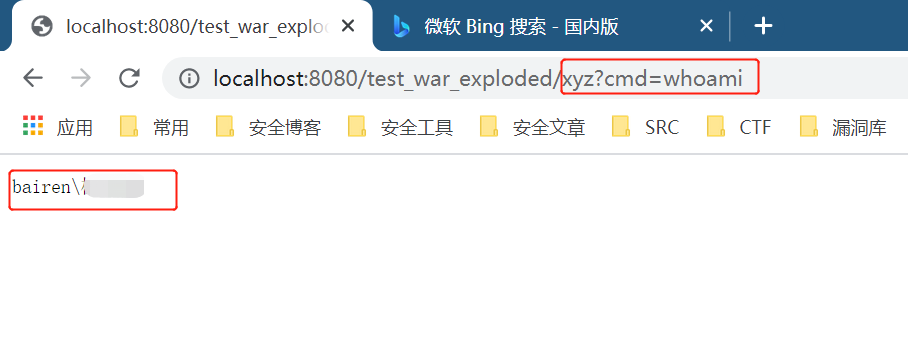 localhost:8080/test_war_explo
微软 Bing 搜索 - 国内版
localhost:8080/test_war_exploded/xyz?cmd=whoami
应用 常用 安全博客 安全工具 安全文章 SRC CTF 漏洞库
bairen\